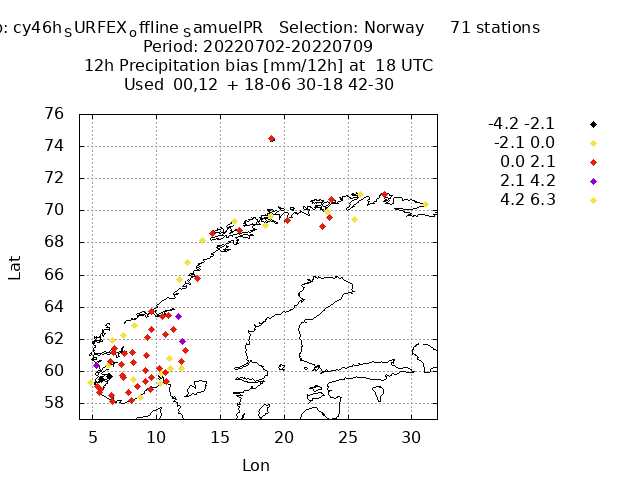 : cy46h_SURFEX_offline_SamuelPR Selection: Norway 71 stations
Period: 20220702-20220709
12h Precipitation bias [mm/12h] at 18 UTC
Used 00,12 + 18-06 30-18 42-30
-4.2 -2.1
-2.1 0.0
0.0 2.1
2.1 4.2
4.2 6.3
76
74
72
70
68
66
64
62
60
58
Lat
5 10 15 20 25 30
Lon